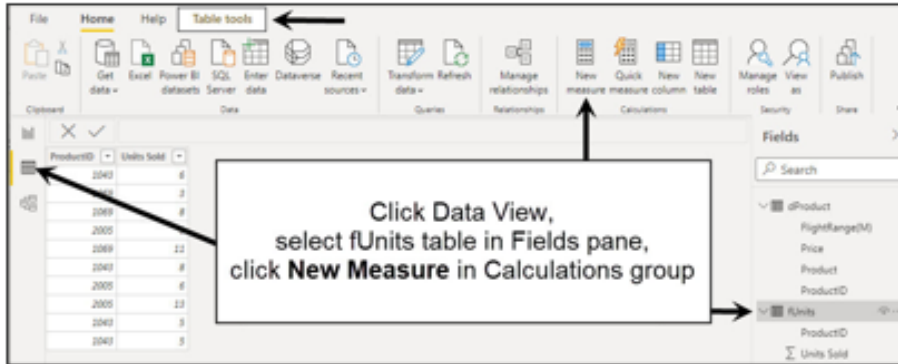 File Home Help Table tools
Paste
Get data
Excel
Power BI datasets
SQL Server
Enter data
Dataverse
Recent sources
Transform data
Refresh
Manage relationships
New measure
Quick measure
New column
New table
Manage roles
View as
Publish
Clipboard Data Queries Relationships Calculations Security Share
Fields
Search
ProductID Units Sold
1043 6
3
1069 8
2005
1069 11
1043 8
2005 6
2005 13
1043 5
1043 5
Click Data View,
select fUnits table in Fields pane,
click New Measure in Calculations group
dProduct
FlightRange(M)
Price
Product
ProductID
fUnits
ProductID
Σ Units Sold